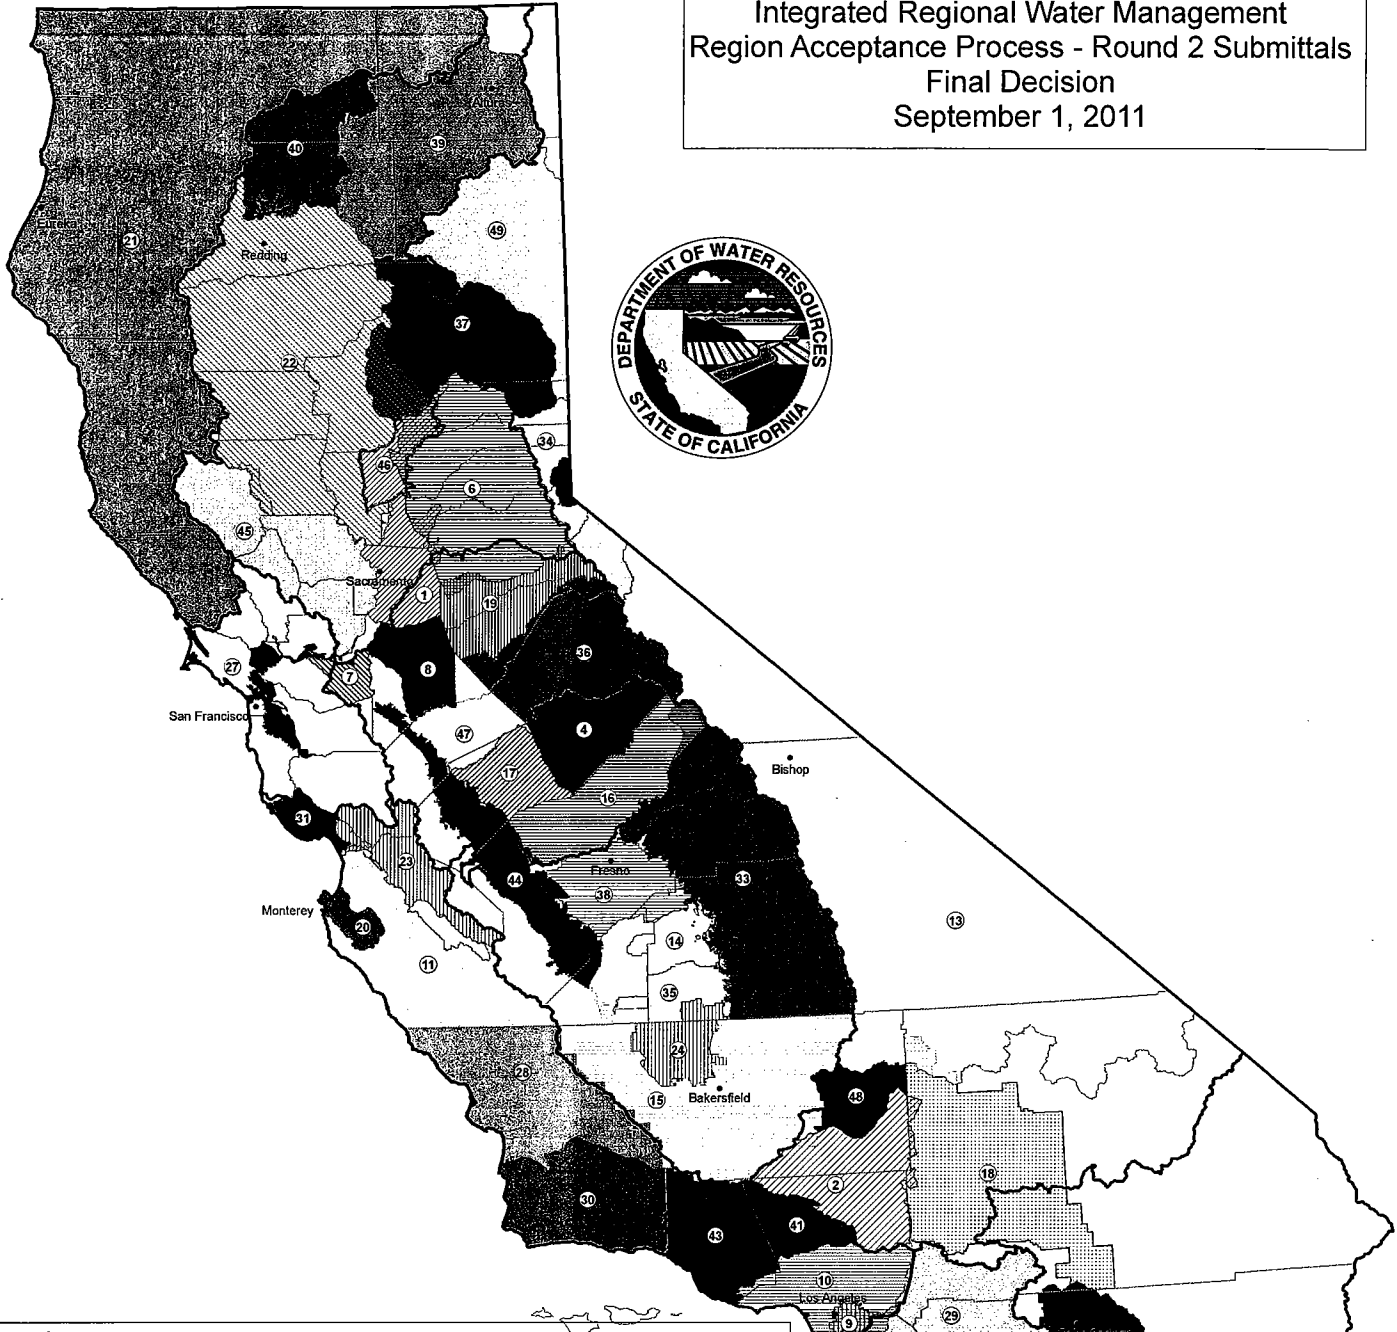 Integrated Regional Water Management
Region Acceptance Process - Round 2 Submittals
Final Decision
September 1, 2011
DEPARTMENT OF WATER RESOURCES
STATE OF CALIFORNIA
40
39
Eureka
21
49
Redding
37
22
34
46
6
45
Sacramento
1
19
36
8
27
7
San Francisco
4
47
Bishop
17
16
31
23
Fresno
33
44
38
Monterey
20
13
14
11
35
24
28
15
Bakersfield
48
18
2
30
41
43
10
Los Angeles
29
9